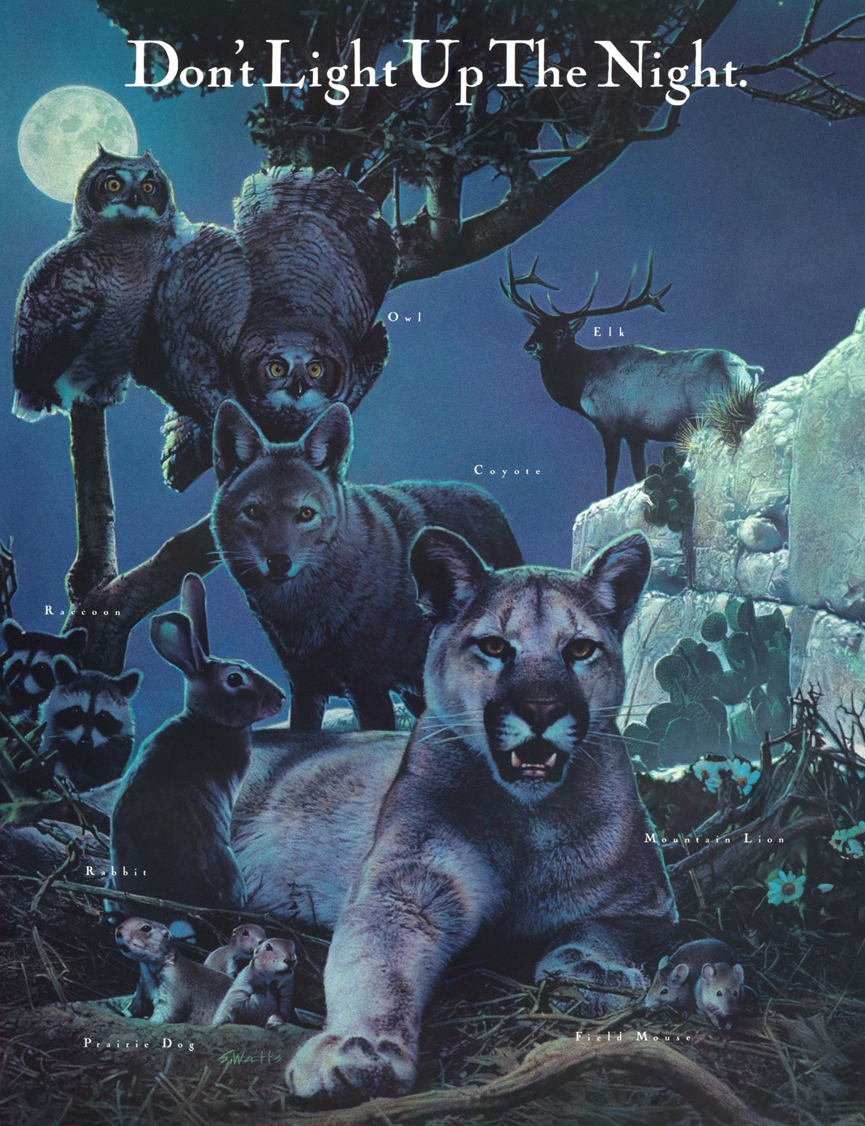 Don't Light Up The Night.
Owl
Elk
Coyote
Raccoon
Mountain Lion
Rabbit
Prairie Dog
Field Mouse
S. Watts